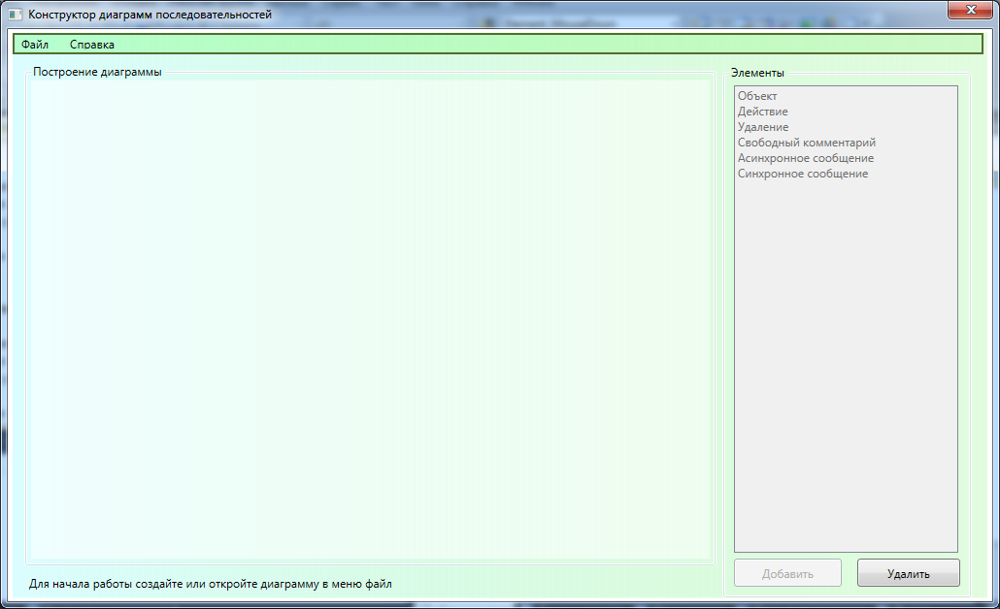 Конструктор диаграмм последовательностей
Файл Справка
Построение диаграммы
Элементы
Объект
Действие
Удаление
Свободный комментарий
Асинхронное сообщение
Синхронное сообщение
Добавить Удалить
Для начала работы создайте или откройте диаграмму в меню файл